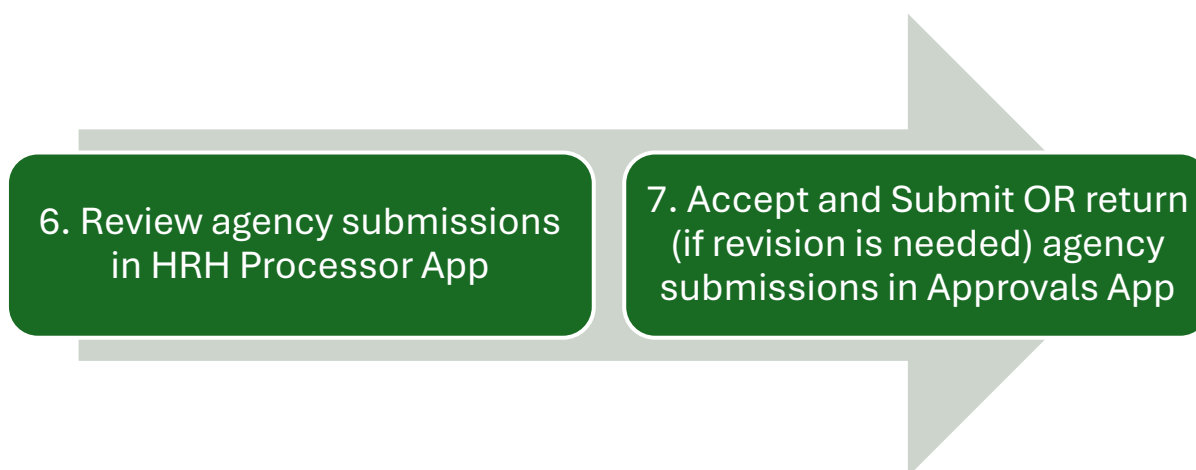 6. Review agency submissions
in HRH Processor App
7. Accept and Submit OR return
(if revision is needed) agency
submissions in Approvals App